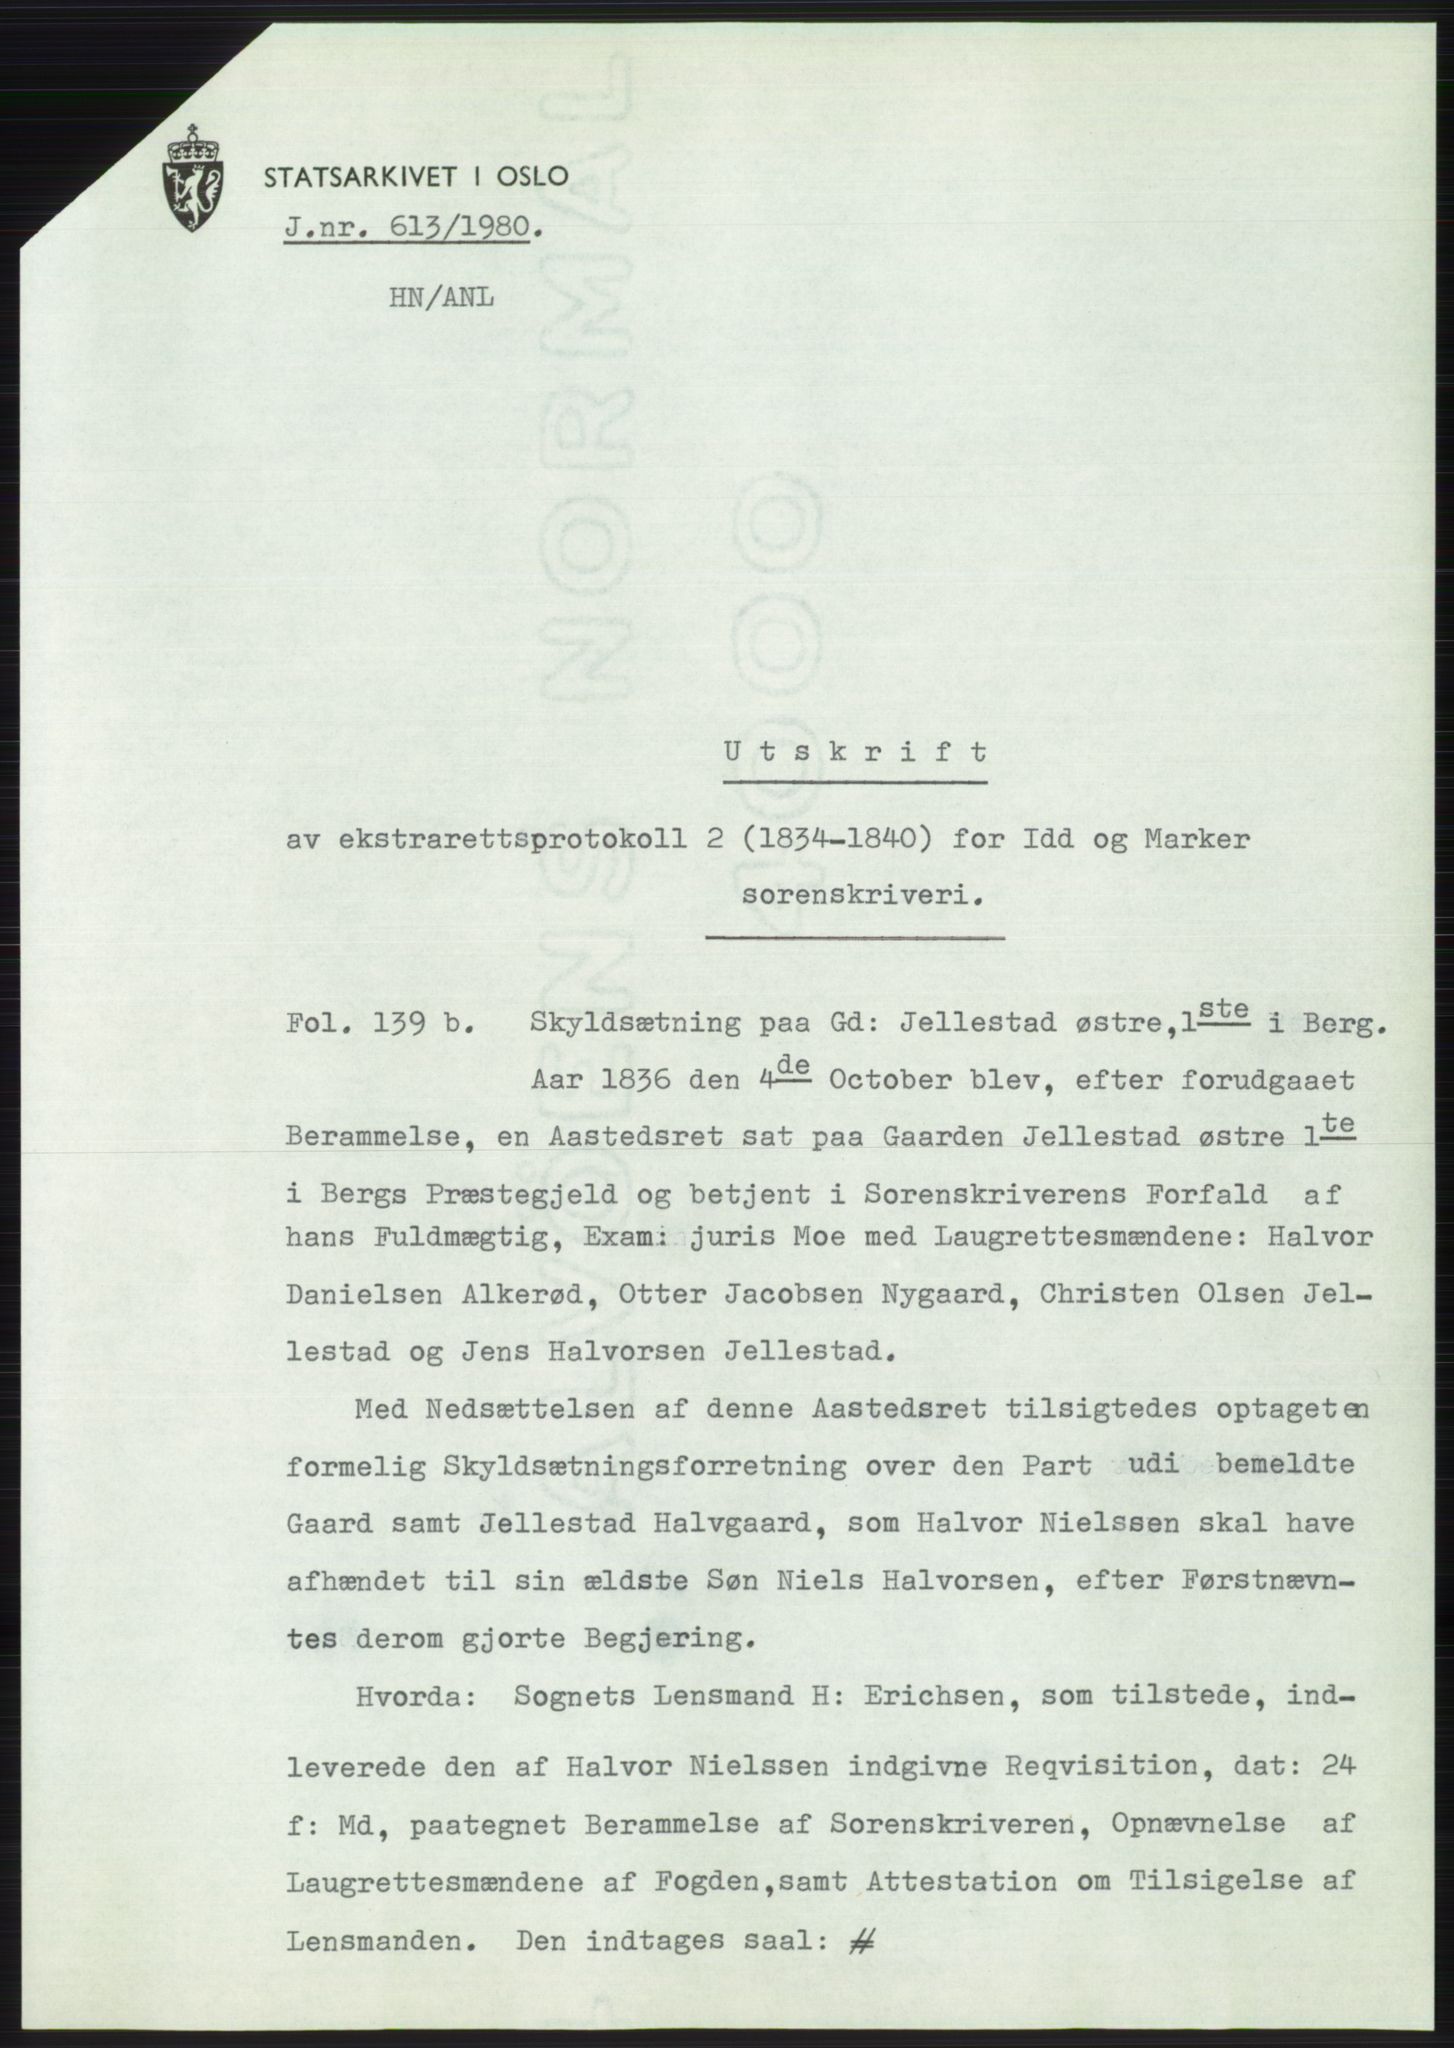 STATSARKIVET I OSLO
J.nr. 613/1980.
HN/ANL
Utskrift
av ekstrarettsprotokoll 2 (1834-1840) for Idd og Marker
sorenskriveri.
Fol. 139 b. Skyldsætning paa Gd: Jellestad østre,1ste i Berg.
Aar 1836 den 4de October blev, efter forudgaaet
Berammelse, en Aastedsret sat paa Gaarden Jellestad østre 1te
i Bergs Præstegjeld og betjent i Sorenskriverens Forfald af
hans Fuldmægtig, Exam: juris Moe med Laugrettesmændene: Halvor
Danielsen Alkerød, Otter Jacobsen Nygaard, Christen Olsen Jel-
lestad og Jens Halvorsen Jellestad.
Med Nedsættelsen af denne Aastedsret tilsigtedes optaget en
formelig Skyldsætningsforretning over den Part udi bemeldte
Gaard samt Jellestad Halvgaard, som Halvor Nielssen skal have
afhændet til sin ældste Søn Niels Halvorsen, efter Førstnævn-
tes derom gjorte Begjering.
Hvorda: Sognets Lensmand H: Erichsen, som tilstede, ind-
leverede den af Halvor Nielssen indgivne Reqvisition, dat: 24
f: Md, paategnet Berammelse af Sorenskriveren, Opnævnelse af
Laugrettesmændene af Fogden,samt Attestation om Tilsigelse af
Lensmanden. Den indtages saal: #
ALVØENS NORMAL
10000